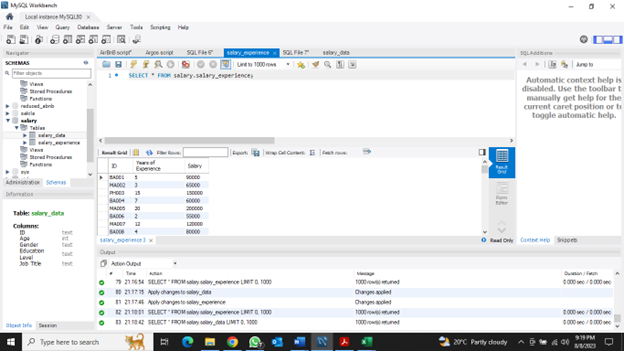 MySQL Workbench
Local instance MySQL80
File Edit View Query Database Server Tools Scripting Help
Navigator
SCHEMAS
Filter objects
Views
Stored Procedures
Functions
reduced_abnb
salary
Tables
salary_data
salary_experience
Views
Stored Procedures
Functions
sys
Administration Schemas
Information
Table: salary_data
Columns:
ID text
Age int
Gender text
Education Level text
Job Title text
Object Info Session
AirBnB script* Argos script SQL File 6* salary_experience SQL File 7* salary_data
Limit to 1000 rows
1 SELECT * FROM salary.salary_experience;
Result Grid Filter Rows: Export: Wrap Cell Content: Fetch rows:
ID Years of Experience Salary
BA001 5 90000
MA002 3 65000
PH003 15 150000
BA004 7 60000
MA005 20 200000
BA006 2 55000
MA007 12 120000
BA008 4 80000
Result Grid
Form Editor
salary_experience 3
Read Only
SQLAdditions
Jump to
Automatic context help is
disabled. Use the toolbar to
manually get help for the
current caret position or to
toggle automatic help.
Context Help Snippets
Output
Action Output
Time Action Message Duration / Fetch
79 21:16:54 SELECT * FROM salary.salary_experience LIMIT 0, 1000 1000 row(s) returned 0.000 sec / 0.000 sec
80 21:17:15 Apply changes to salary_data Changes applied
81 21:17:46 Apply changes to salary_experience Changes applied
82 21:18:01 SELECT * FROM salary.salary_experience LIMIT 0, 1000 1000 row(s) returned 0.000 sec / 0.000 sec
83 21:18:42 SELECT * FROM salary.salary_data LIMIT 0, 1000 1000 row(s) returned 0.000 sec / 0.000 sec
Type here to search
20°C Partly cloudy
9:19 PM
8/8/2023